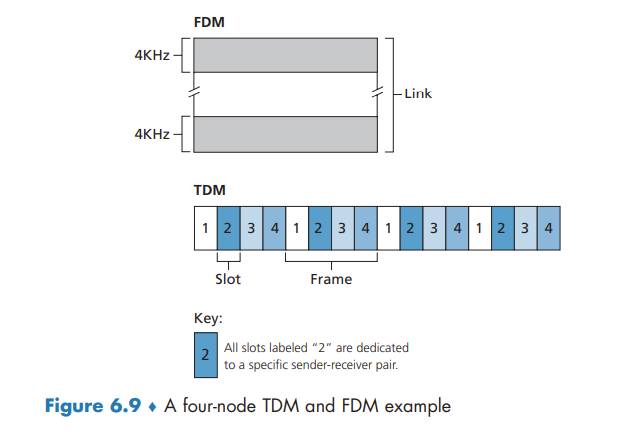 FDM
4KHz
Link
4KHz
TDM
1 2 3 4 1 2 3 4 1 2 3 4 1 2 3 4
Slot Frame
Key:
2 All slots labeled “2” are dedicated
to a specific sender-receiver pair.
Figure 6.9 ♦ A four-node TDM and FDM example